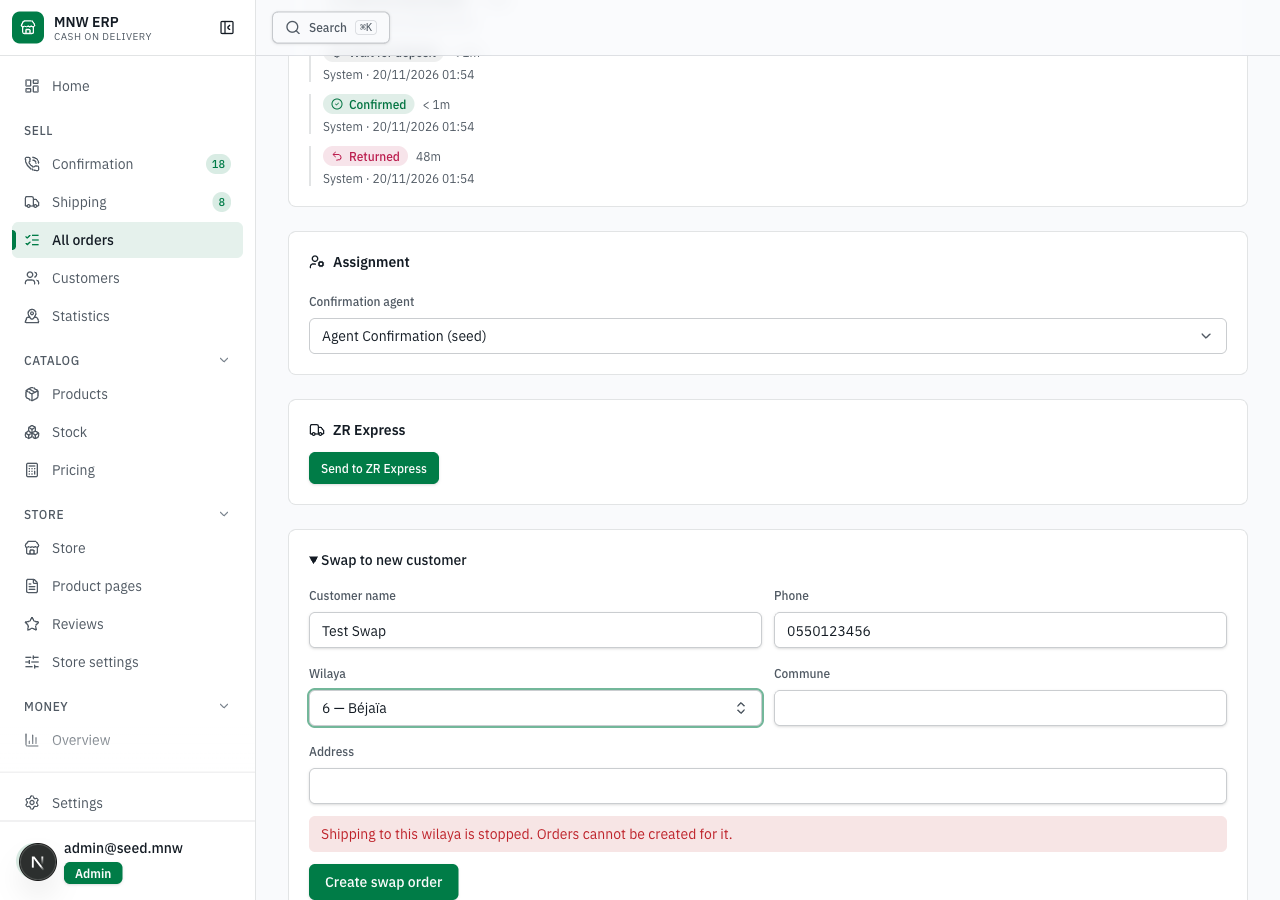 MNW ERP
CASH ON DELIVERY
Search ⌘K
Home
SELL
Confirmation 18
Shipping 8
All orders
Customers
Statistics
CATALOG
Products
Stock
Pricing
STORE
Store
Product pages
Reviews
Store settings
MONEY
Overview
Settings
N
admin@seed.mnw
Admin
System · 20/11/2026 01:54
Confirmed < 1m
System · 20/11/2026 01:54
Returned 48m
System · 20/11/2026 01:54
Assignment
Confirmation agent
Agent Confirmation (seed)
ZR Express
Send to ZR Express
Swap to new customer
Customer name
Test Swap
Phone
0550123456
Wilaya
6 — Béjaïa
Commune
Address
Shipping to this wilaya is stopped. Orders cannot be created for it.
Create swap order